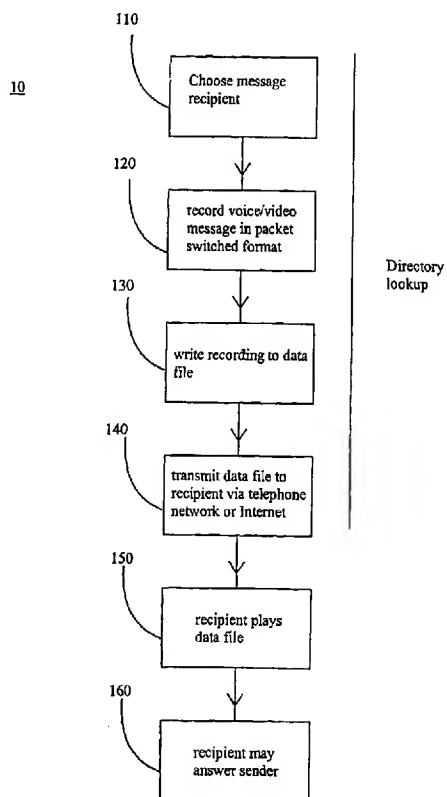 110
10
Choose message
recipient
120
record voice/video
message in packet
switched format
Directory
lookup
130
write recording to data
file
140
transmit data file to
recipient via telephone
network or Internet
150
recipient plays
data file
160
recipient may
answer sender